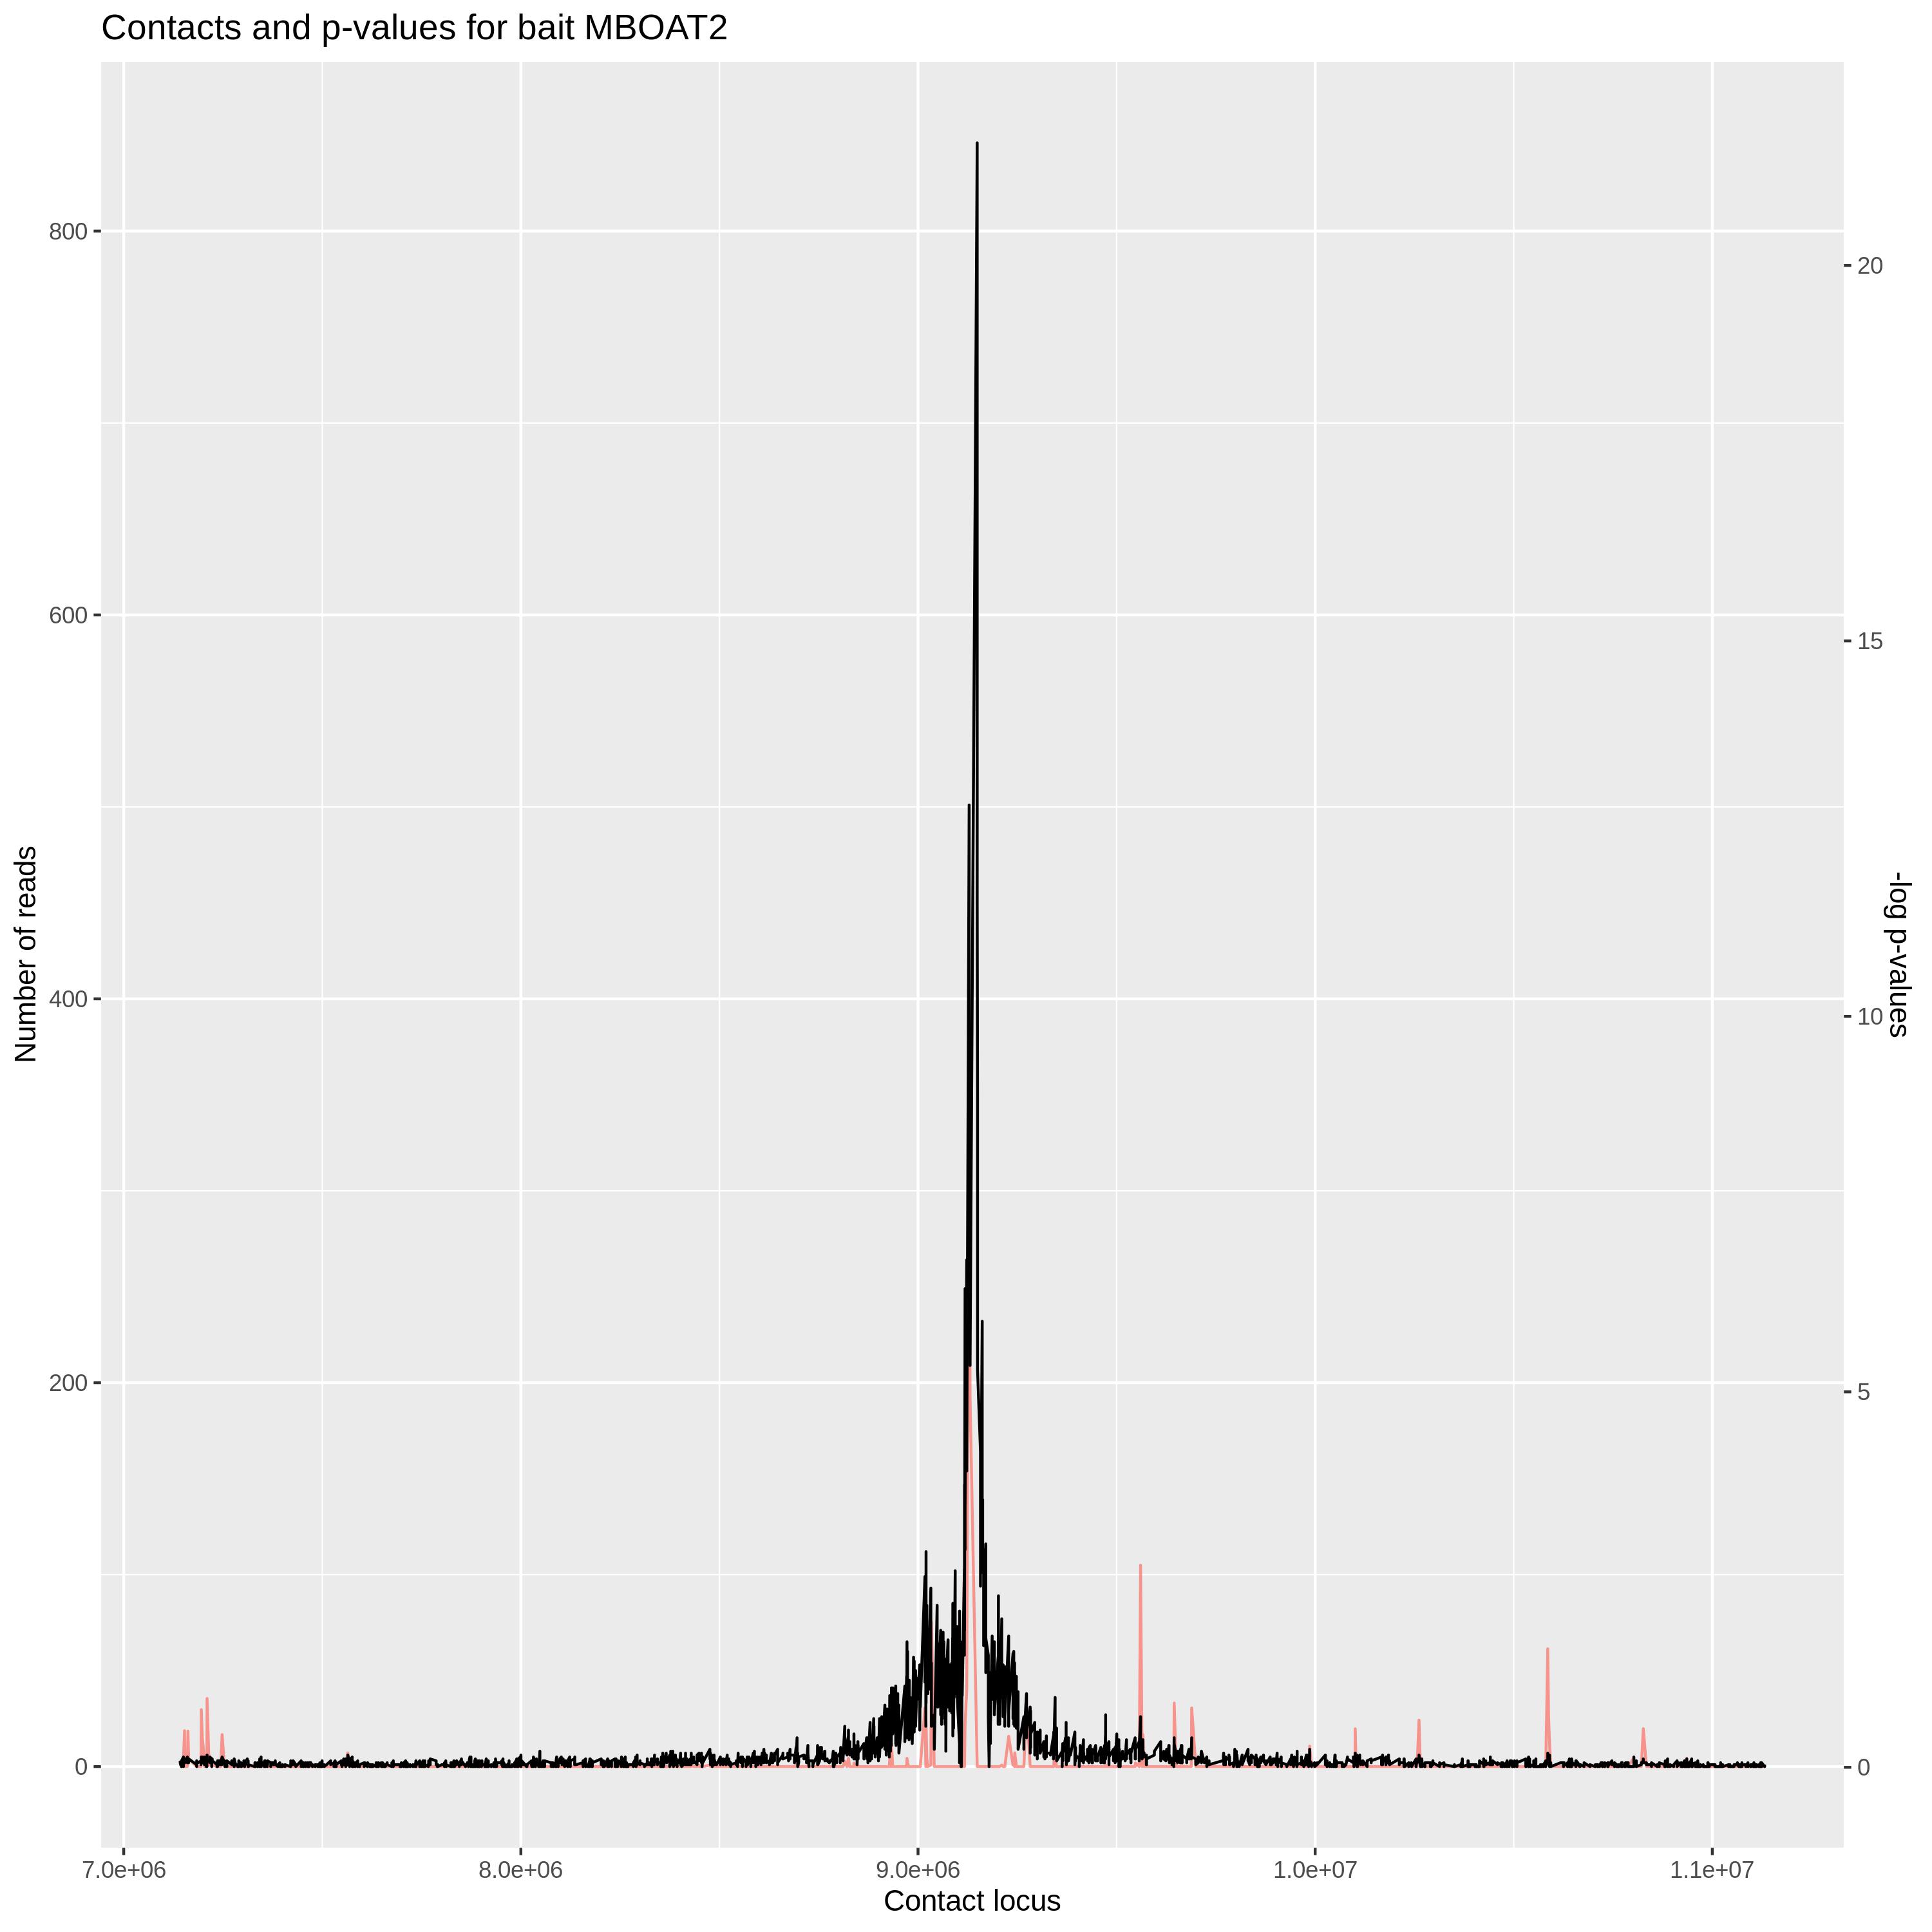 Contacts and p-values for bait MBOAT2
800
600
400
200
0
Number of reads
20
15
10
5
0
-log p-values
7.0e+06
8.0e+06
9.0e+06
1.0e+07
1.1e+07
Contact locus